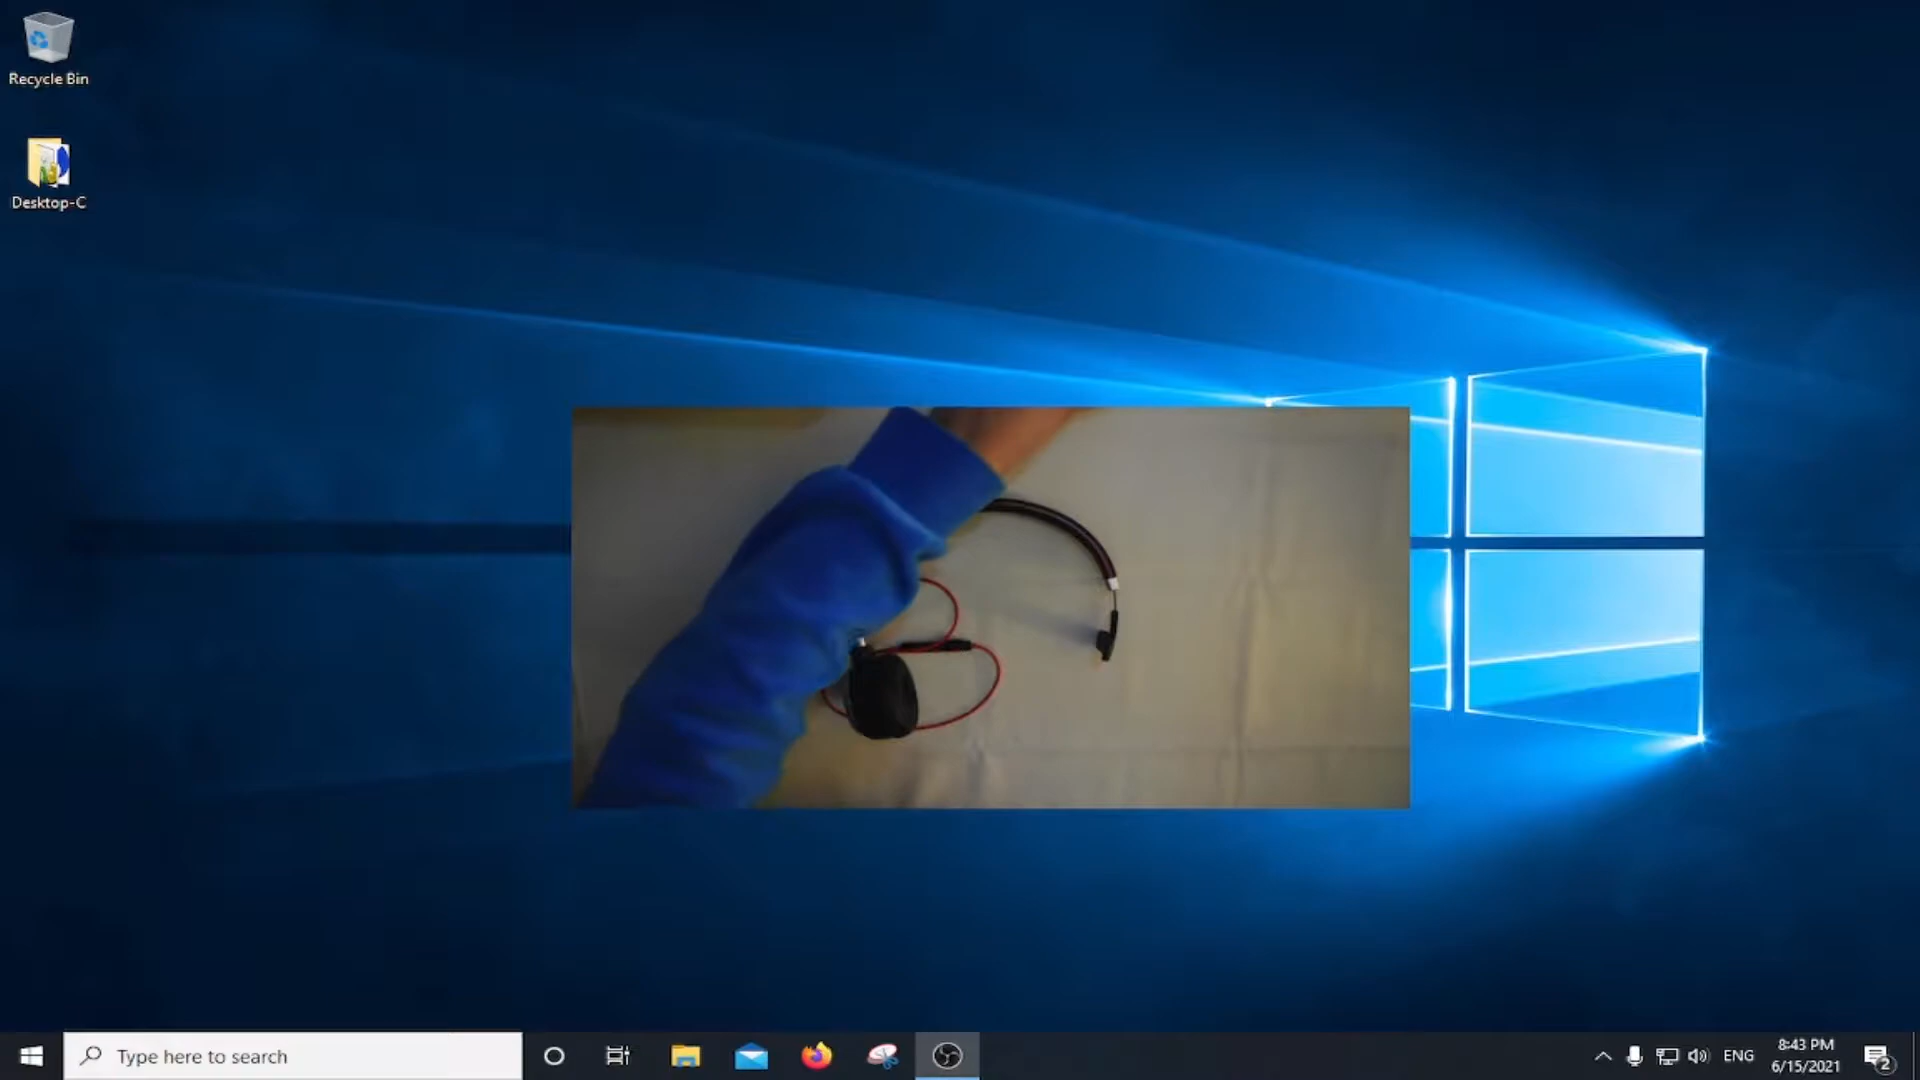 Recycle Bin
Desktop-C
Type here to search
ENG
8:43 PM
6/15/2021
2